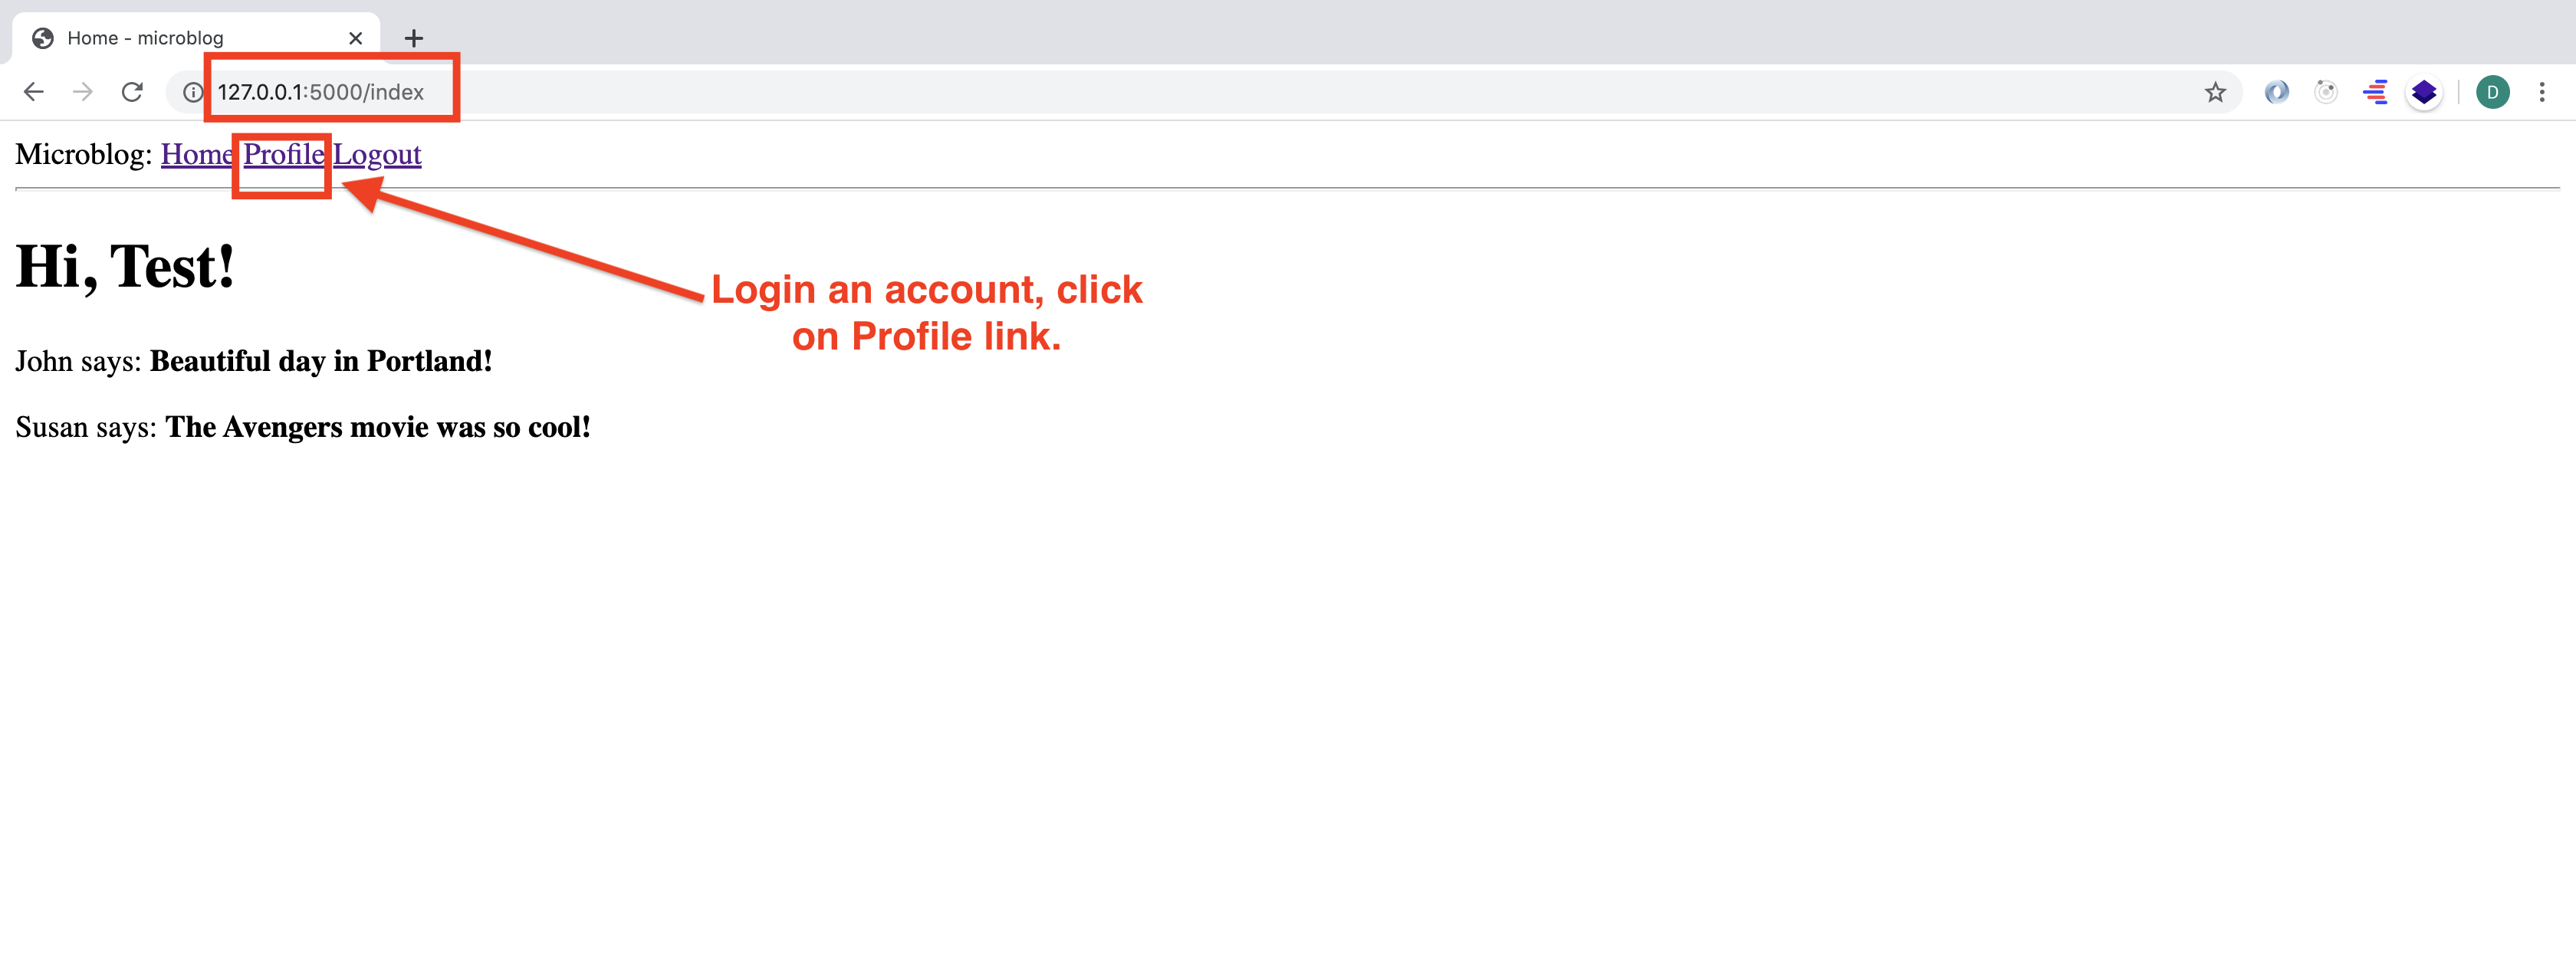 Home - microblog
127.0.0.1:5000/index
D
Microblog: Home Profile Logout
Hi, Test!
Login an account, click
on Profile link.
John says: Beautiful day in Portland!
Susan says: The Avengers movie was so cool!